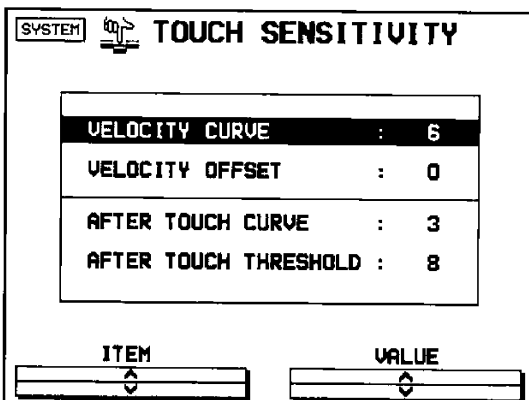 SYSTEM TOUCH SENSITIVITY
VELOCITY CURVE : 6
VELOCITY OFFSET : 0
AFTER TOUCH CURVE : 3
AFTER TOUCH THRESHOLD : 8
ITEM VALUE